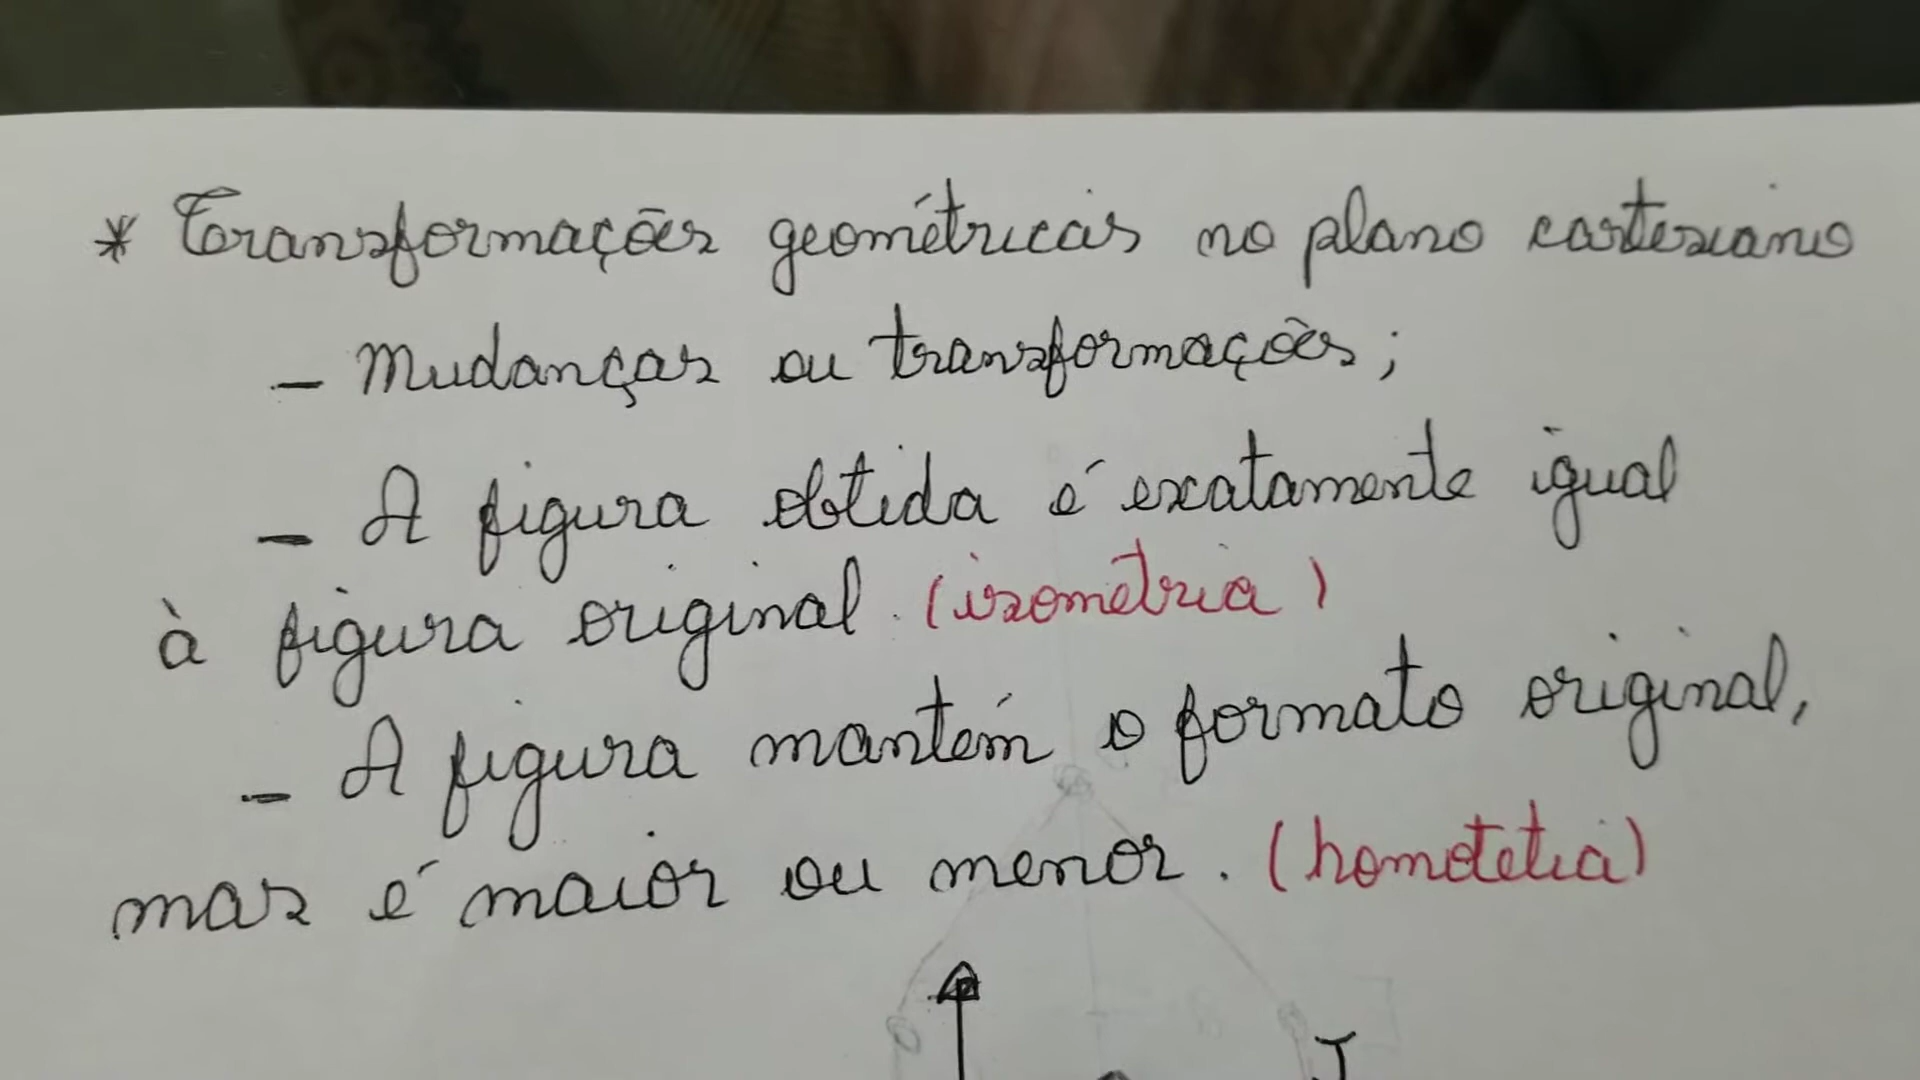 * Transformações geométricas no plano cartesiano
- Mudanças ou transformações;
- A figura obtida é exatamente igual
à figura original. (isometria)
- A figura mantém o formato original,
mas é maior ou menor. (homotetia)
J